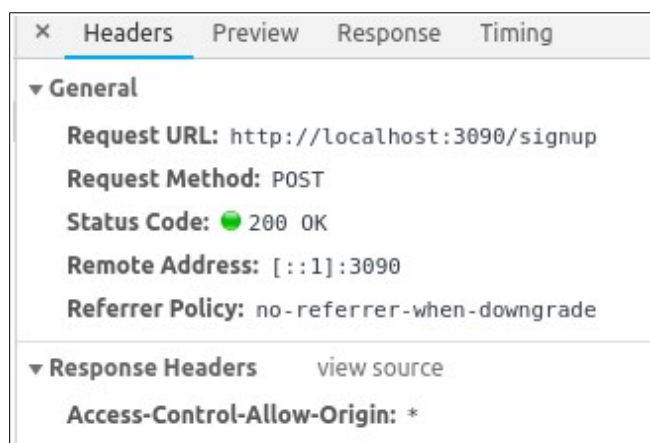 × Headers Preview Response Timing
▼ General
Request URL: http://localhost:3090/signup
Request Method: POST
Status Code: 200 OK
Remote Address: [::1]:3090
Referrer Policy: no-referrer-when-downgrade
▼ Response Headers view source
Access-Control-Allow-Origin: *